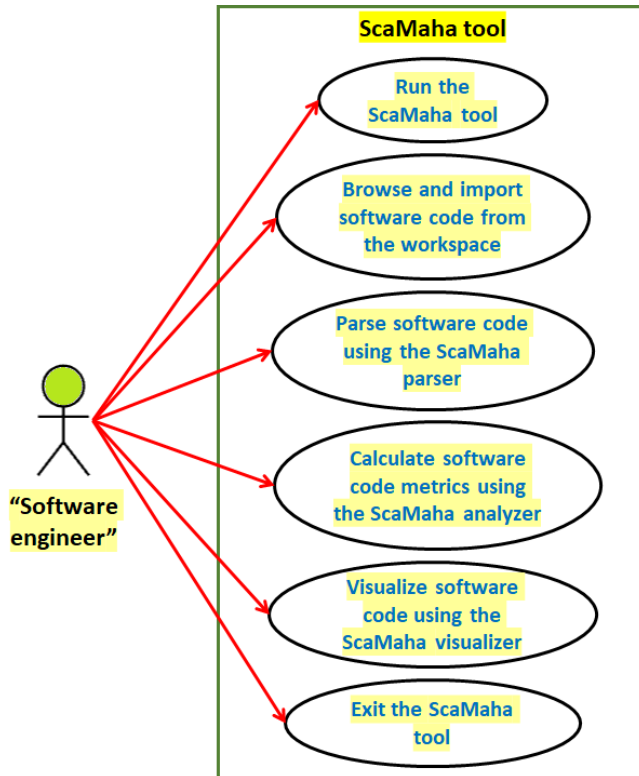 ScaMaha tool
Run the
ScaMaha tool
Browse and import
software code from
the workspace
Parse software code
using the ScaMaha
parser
Calculate software
code metrics using
the ScaMaha analyzer
Visualize software
code using the
ScaMaha visualizer
Exit the ScaMaha
tool
“Software
engineer”